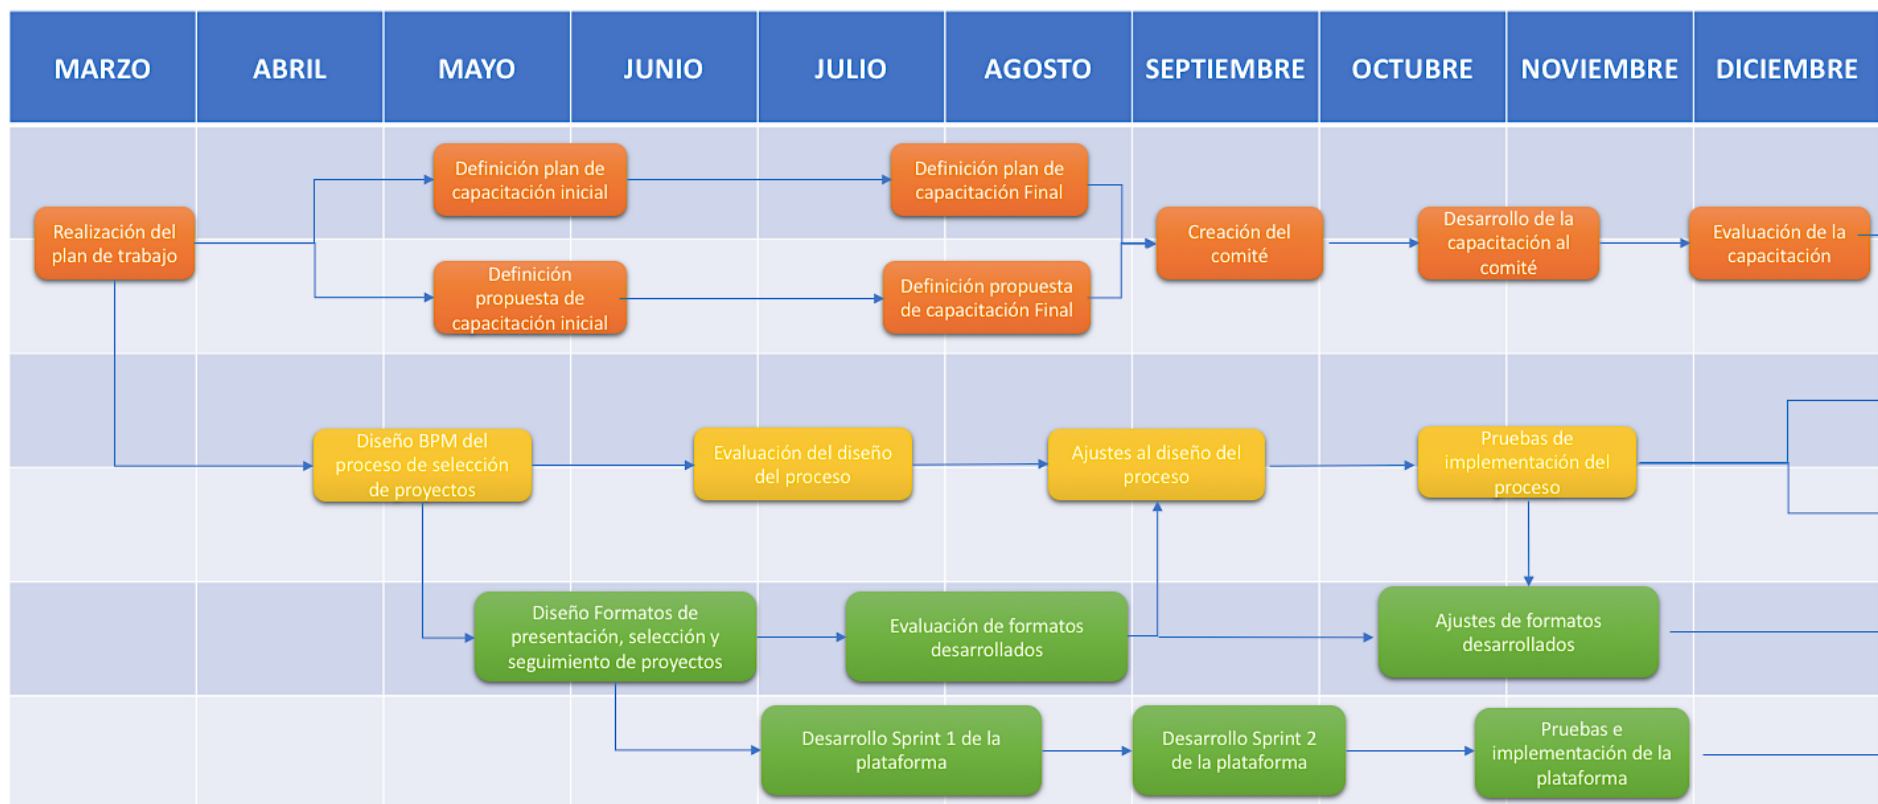 MARZO
ABRIL
MAYO
JUNIO
JULIO
AGOSTO
SEPTIEMBRE
OCTUBRE
NOVIEMBRE
DICIEMBRE
Realización del
plan de trabajo
Definición plan de
capacitación inicial
Definición plan de
capacitación Final
Definición
propuesta de
capacitación inicial
Definición propuesta
de capacitación Final
Creación del
comité
Desarrollo de la
capacitación al
comité
Evaluación de la
capacitación
Diseño BPM del
proceso de selección
de proyectos
Evaluación del diseño
del proceso
Ajustes al diseño del
proceso
Pruebas de
implementación del
proceso
Diseño Formatos de
presentación, selección y
seguimiento de proyectos
Evaluación de formatos
desarrollados
Ajustes de formatos
desarrollados
Desarrollo Sprint 1 de la
plataforma
Desarrollo Sprint 2
de la plataforma
Pruebas e
implementación de la
plataforma